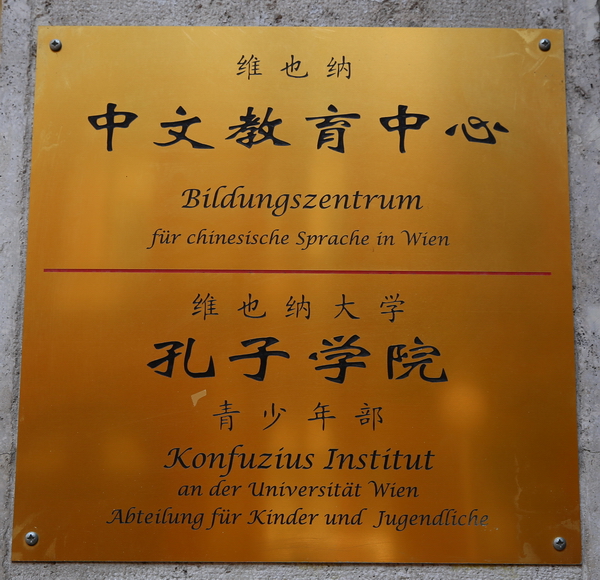 维也纳
中文教育中心
Bildungszentrum
für chinesische Sprache in Wien
维也纳大学
孔子学院
青少年部
Konfuzius Institut
an der Universität Wien
Abteilung für Kinder und Jugendliche